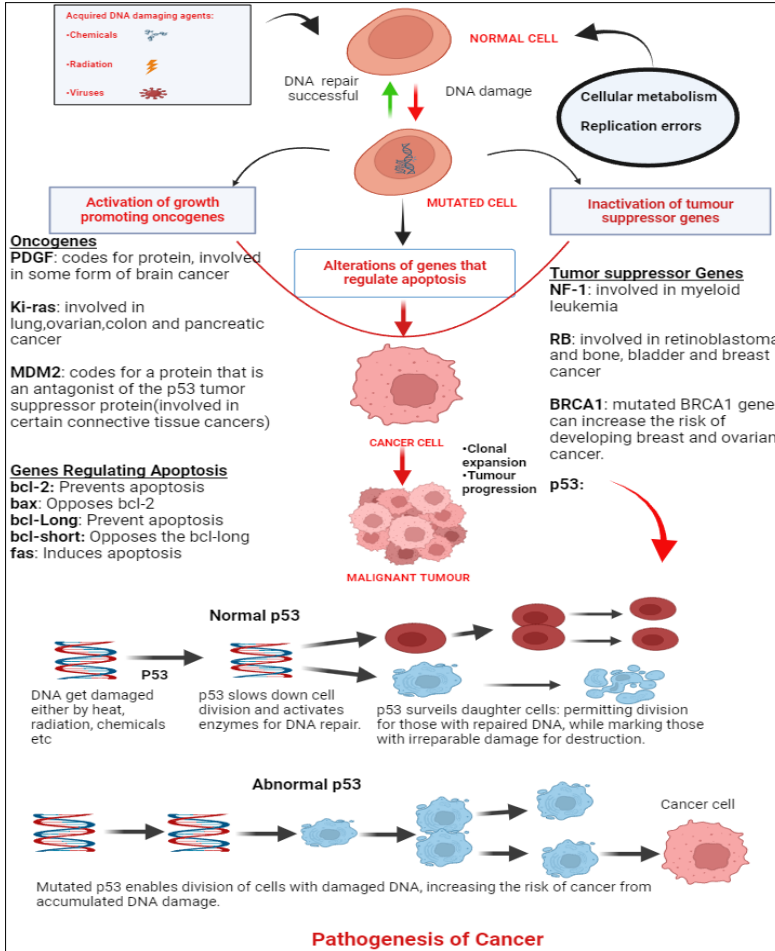 Acquired DNA damaging agents:
•Chemicals
•Radiation
•Viruses
NORMAL CELL
DNA repair
successful
DNA damage
Cellular metabolism
Replication errors
MUTATED CELL
Activation of growth
promoting oncogenes
Inactivation of tumour
suppressor genes
Alterations of genes that
regulate apoptosis
Oncogenes
PDGF: codes for protein, involved
in some form of brain cancer
Ki-ras: involved in
lung,ovarian,colon and pancreatic
cancer
MDM2: codes for a protein that is
an antagonist of the p53 tumor
suppressor protein(involved in
certain connective tissue cancers)
Genes Regulating Apoptosis
bcl-2: Prevents apoptosis
bax: Opposes bcl-2
bcl-Long: Prevent apoptosis
bcl-short: Opposes the bcl-long
fas: Induces apoptosis
CANCER CELL
•Clonal
expansion
•Tumour
progression
MALIGNANT TUMOUR
Tumor suppressor Genes
NF-1: involved in myeloid
leukemia
RB: involved in retinoblastoma
and bone, bladder and breast
cancer
BRCA1: mutated BRCA1 gene
can increase the risk of
developing breast and ovarian
cancer.
p53:
Normal p53
P53
DNA get damaged
either by heat,
radiation, chemicals
etc
p53 slows down cell
division and activates
enzymes for DNA repair.
p53 surveils daughter cells: permitting division
for those with repaired DNA, while marking those
with irreparable damage for destruction.
Abnormal p53
Cancer cell
Mutated p53 enables division of cells with damaged DNA, increasing the risk of cancer from
accumulated DNA damage.
Pathogenesis of Cancer